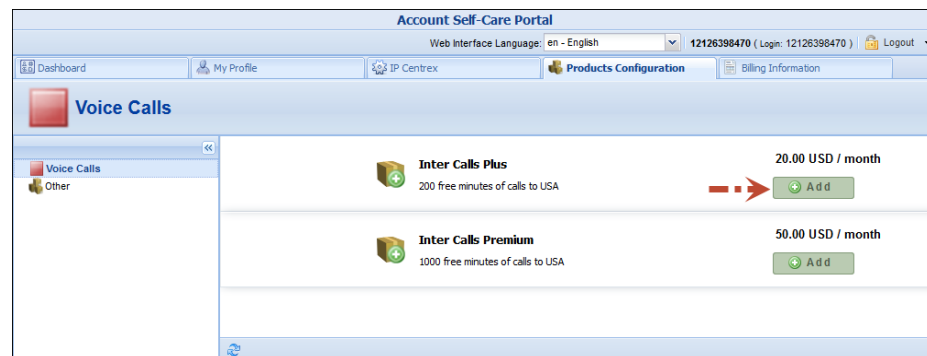 Account Self-Care Portal
Web Interface Language: en - English 12126398470 ( Login: 12126398470 ) Logout
Dashboard My Profile IP Centrex Products Configuration Billing Information
Voice Calls
Voice Calls
Other
Inter Calls Plus 20.00 USD / month
200 free minutes of calls to USA Add
Inter Calls Premium 50.00 USD / month
1000 free minutes of calls to USA Add